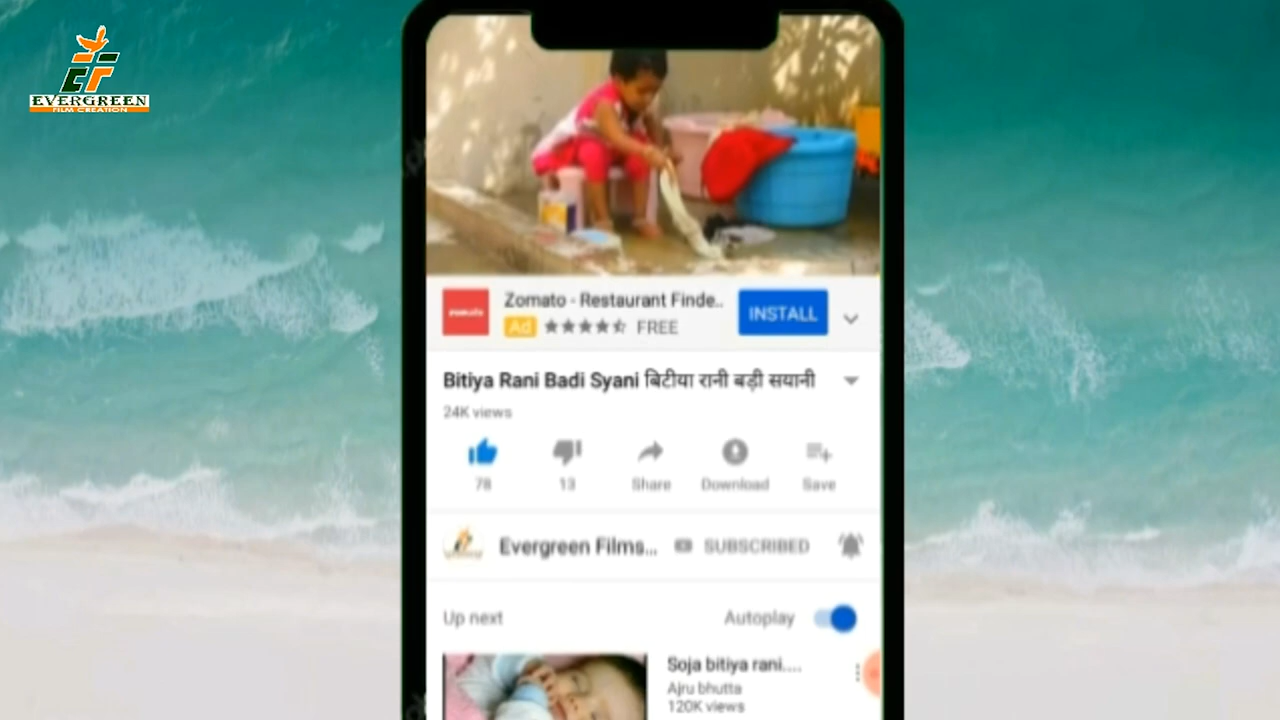 EVERGREEN
FILM CREATION
zomato
Zomato - Restaurant Finde..
INSTALL
Ad
FREE
Bitiya Rani Badi Syani बिटीया रानी बड़ी सयानी
24K views
78
13
Share
Download
Save
Evergreen Films...
SUBSCRIBED
Up next
Autoplay
Soja bitiya rani....
Ajru bhutta
120K views